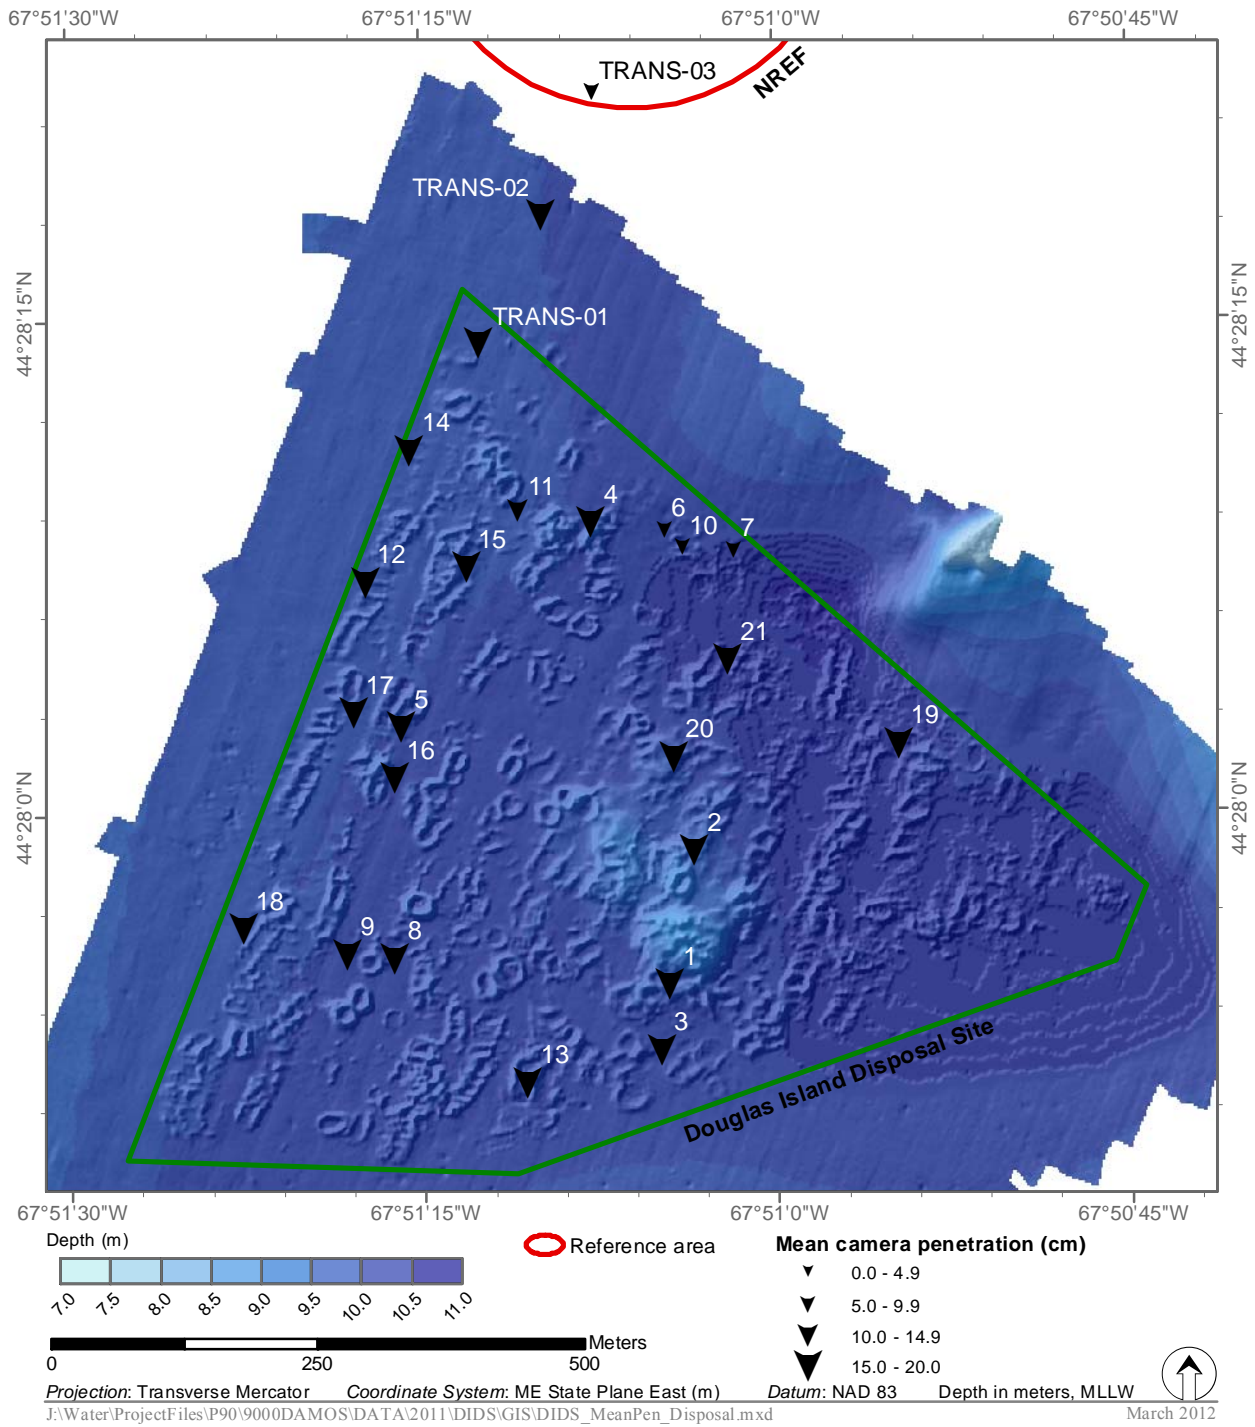 67°51'30"W 67°51'15"W 67°51'0"W 67°50'45"W
TRANS-03
NREF
TRANS-02
44°28'15"N
44°28'15"N
TRANS-01
14
11
4
6
10
7
15
12
21
17
5
19
20
16
44°28'0"N
44°28'0"N
2
18
9
8
1
3
13
Douglas Island Disposal Site
67°51'30"W 67°51'15"W 67°51'0"W 67°50'45"W
Depth (m)
7.0 7.5 8.0 8.5 9.0 9.5 10.0 10.5 11.0
Reference area
Mean camera penetration (cm)
0.0 - 4.9
5.0 - 9.9
10.0 - 14.9
15.0 - 20.0
Meters
0 250 500
Projection: Transverse Mercator Coordinate System: ME State Plane East (m) Datum: NAD 83 Depth in meters, MLLW
J:\Water\ProjectFiles\P90\9000DAMOS\DATA\2011\DIDS\GIS\DIDS_MeanPen_Disposal.mxd March 2012